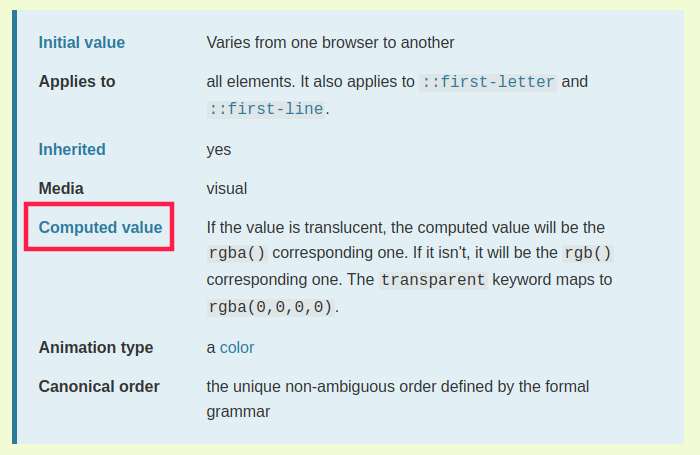 Initial value Varies from one browser to another
Applies to all elements. It also applies to ::first-letter and
::first-line.
Inherited yes
Media visual
Computed value If the value is translucent, the computed value will be the
rgba() corresponding one. If it isn't, it will be the rgb()
corresponding one. The transparent keyword maps to
rgba(0,0,0,0).
Animation type a color
Canonical order the unique non-ambiguous order defined by the formal
grammar